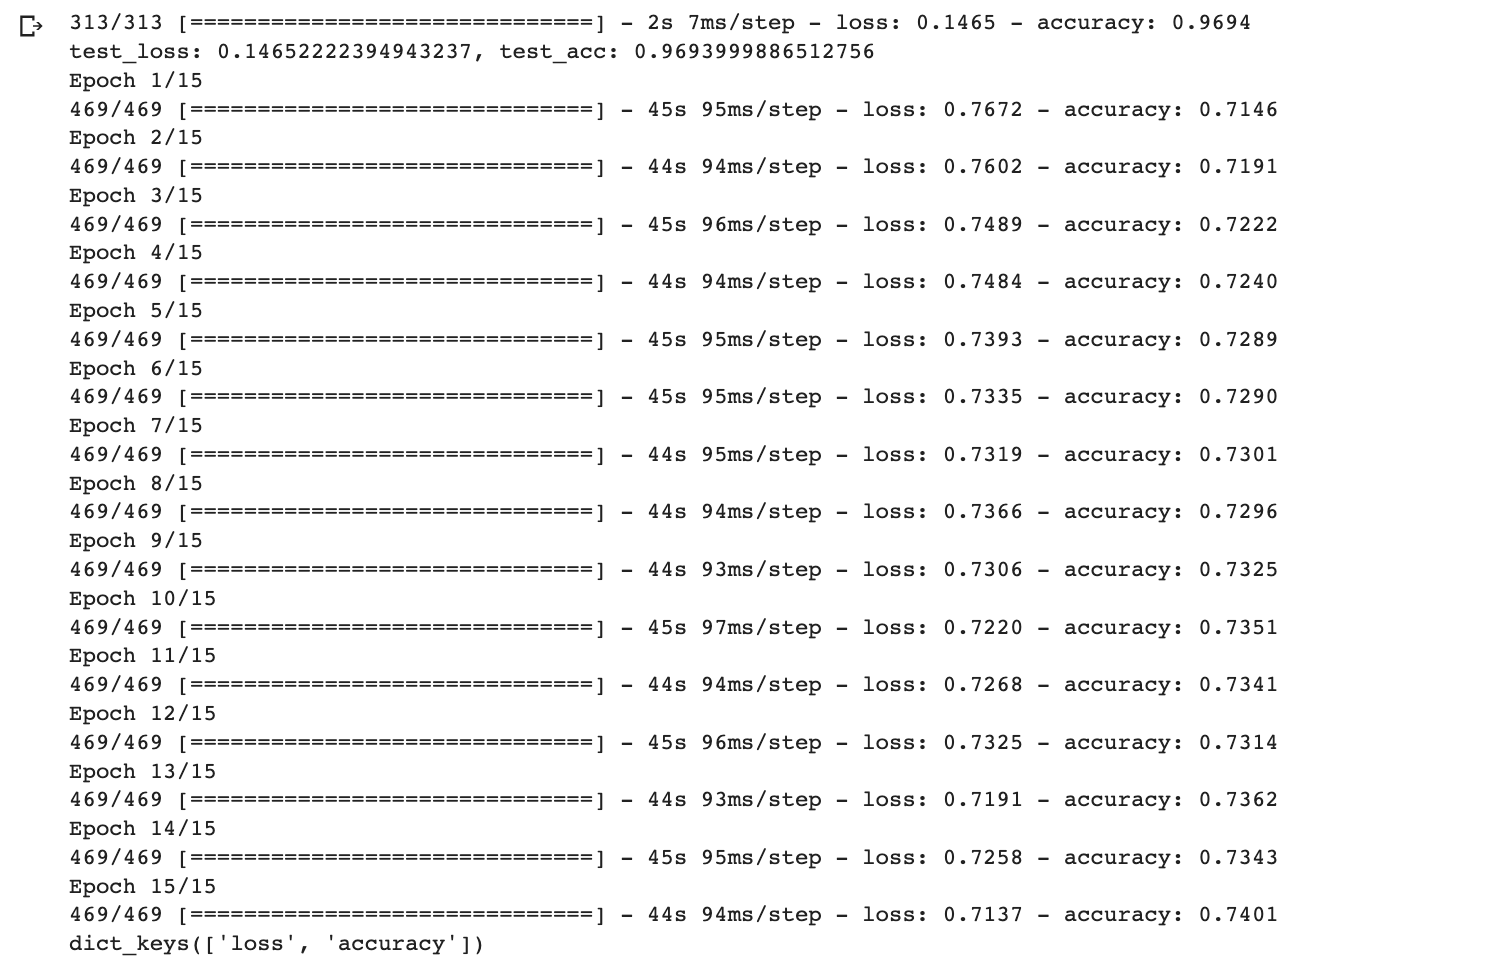 313/313 [==============================] - 2s 7ms/step - loss: 0.1465 - accuracy: 0.9694
test_loss: 0.14652222394943237, test_acc: 0.9693999886512756
Epoch 1/15
469/469 [==============================] - 45s 95ms/step - loss: 0.7672 - accuracy: 0.7146
Epoch 2/15
469/469 [==============================] - 44s 94ms/step - loss: 0.7602 - accuracy: 0.7191
Epoch 3/15
469/469 [==============================] - 45s 96ms/step - loss: 0.7489 - accuracy: 0.7222
Epoch 4/15
469/469 [==============================] - 44s 94ms/step - loss: 0.7484 - accuracy: 0.7240
Epoch 5/15
469/469 [==============================] - 45s 95ms/step - loss: 0.7393 - accuracy: 0.7289
Epoch 6/15
469/469 [==============================] - 45s 95ms/step - loss: 0.7335 - accuracy: 0.7290
Epoch 7/15
469/469 [==============================] - 44s 95ms/step - loss: 0.7319 - accuracy: 0.7301
Epoch 8/15
469/469 [==============================] - 44s 94ms/step - loss: 0.7366 - accuracy: 0.7296
Epoch 9/15
469/469 [==============================] - 44s 93ms/step - loss: 0.7306 - accuracy: 0.7325
Epoch 10/15
469/469 [==============================] - 45s 97ms/step - loss: 0.7220 - accuracy: 0.7351
Epoch 11/15
469/469 [==============================] - 44s 94ms/step - loss: 0.7268 - accuracy: 0.7341
Epoch 12/15
469/469 [==============================] - 45s 96ms/step - loss: 0.7325 - accuracy: 0.7314
Epoch 13/15
469/469 [==============================] - 44s 93ms/step - loss: 0.7191 - accuracy: 0.7362
Epoch 14/15
469/469 [==============================] - 45s 95ms/step - loss: 0.7258 - accuracy: 0.7343
Epoch 15/15
469/469 [==============================] - 44s 94ms/step - loss: 0.7137 - accuracy: 0.7401
dict_keys(['loss', 'accuracy'])